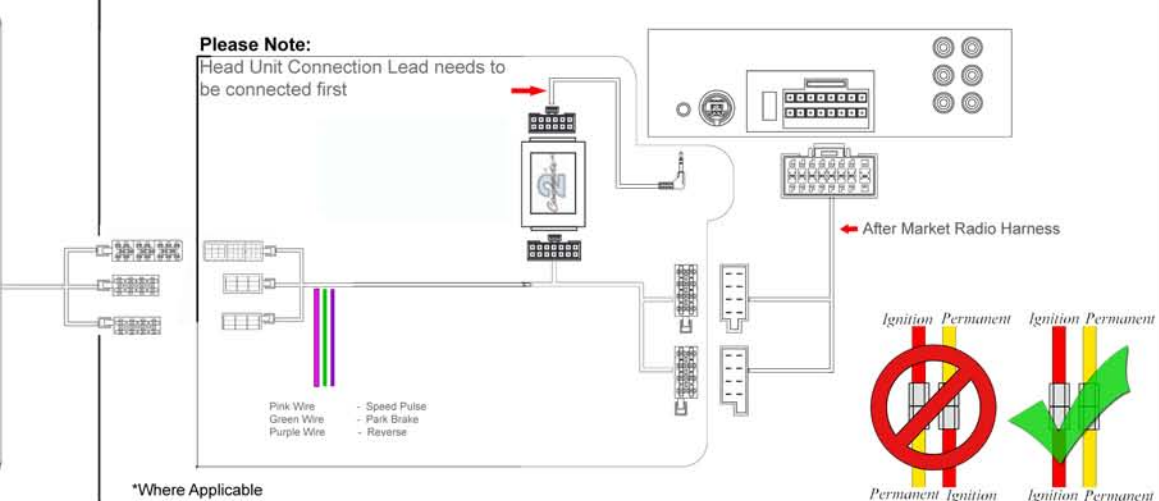 Please Note:
Head Unit Connection Lead needs to
be connected first
After Market Radio Harness
Ignition Permanent
Ignition Permanent
Pink Wire - Speed Pulse
Green Wire - Park Brake
Purple Wire - Reverse
Permanent Ignition
Ignition Permanent
*Where Applicable
2